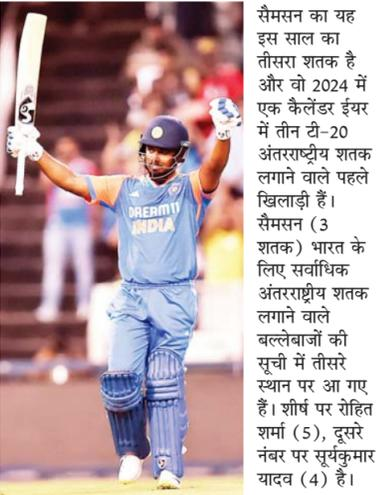 DREAM11
INDIA
सैमसन का यह
इस साल का
तीसरा शतक है
और वो 2024 में
एक कैलेंडर ईयर
में तीन टी-20
अंतरराष्ट्रीय शतक
लगाने वाले पहले
खिलाड़ी हैं।
सैमसन (3
शतक) भारत के
लिए सर्वाधिक
अंतरराष्ट्रीय शतक
लगाने वाले
बल्लेबाजों की
सूची में तीसरे
स्थान पर आ गए
हैं। शीर्ष पर रोहित
शर्मा (5), दूसरे
नंबर पर सूर्यकुमार
यादव (4) है।